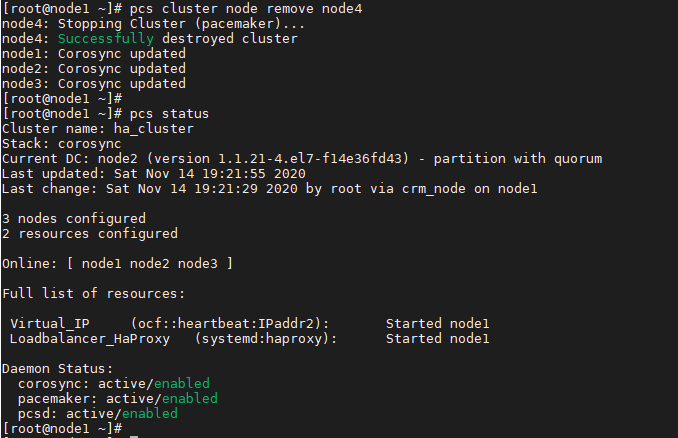 [root@node1 ~]# pcs cluster node remove node4
node4: Stopping Cluster (pacemaker)...
node4: Successfully destroyed cluster
node1: Corosync updated
node2: Corosync updated
node3: Corosync updated
[root@node1 ~]#
[root@node1 ~]# pcs status
Cluster name: ha_cluster
Stack: corosync
Current DC: node2 (version 1.1.21-4.el7-f14e36fd43) - partition with quorum
Last updated: Sat Nov 14 19:21:55 2020
Last change: Sat Nov 14 19:21:29 2020 by root via crm_node on node1

3 nodes configured
2 resources configured

Online: [ node1 node2 node3 ]

Full list of resources:

 Virtual_IP     (ocf::heartbeat:IPaddr2):       Started node1
 Loadbalancer_HaProxy   (systemd:haproxy):      Started node1

Daemon Status:
  corosync: active/enabled
  pacemaker: active/enabled
  pcsd: active/enabled
[root@node1 ~]#